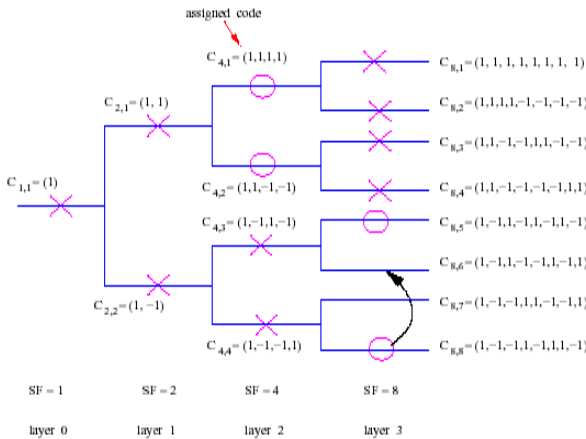 assigned code
C4,1=(1,1,1,1)
C8,1=(1, 1, 1, 1, 1, 1, 1, 1)
C2,1=(1, 1)
C8,2=(1,1,1,1,−1,−1,−1,−1)
C8,3=(1,1,−1,−1,1,1,−1,−1)
C1,1=(1)
C4,2=(1,1,−1,−1)
C8,4=(1,1,−1,−1,−1,−1,1,1)
C4,3=(1,−1,1,−1)
C8,5=(1,−1,1,−1,1,−1,1,−1)
C8,6=(1,−1,1,−1,−1,1,−1,1)
C2,2=(1, −1)
C8,7=(1,−1,−1,1,1,−1,−1,1)
C4,4=(1,−1,−1,1)
C8,8=(1,−1,−1,1,−1,1,1,−1)
SF = 1 SF = 2 SF = 4 SF = 8
layer 0 layer 1 layer 2 layer 3